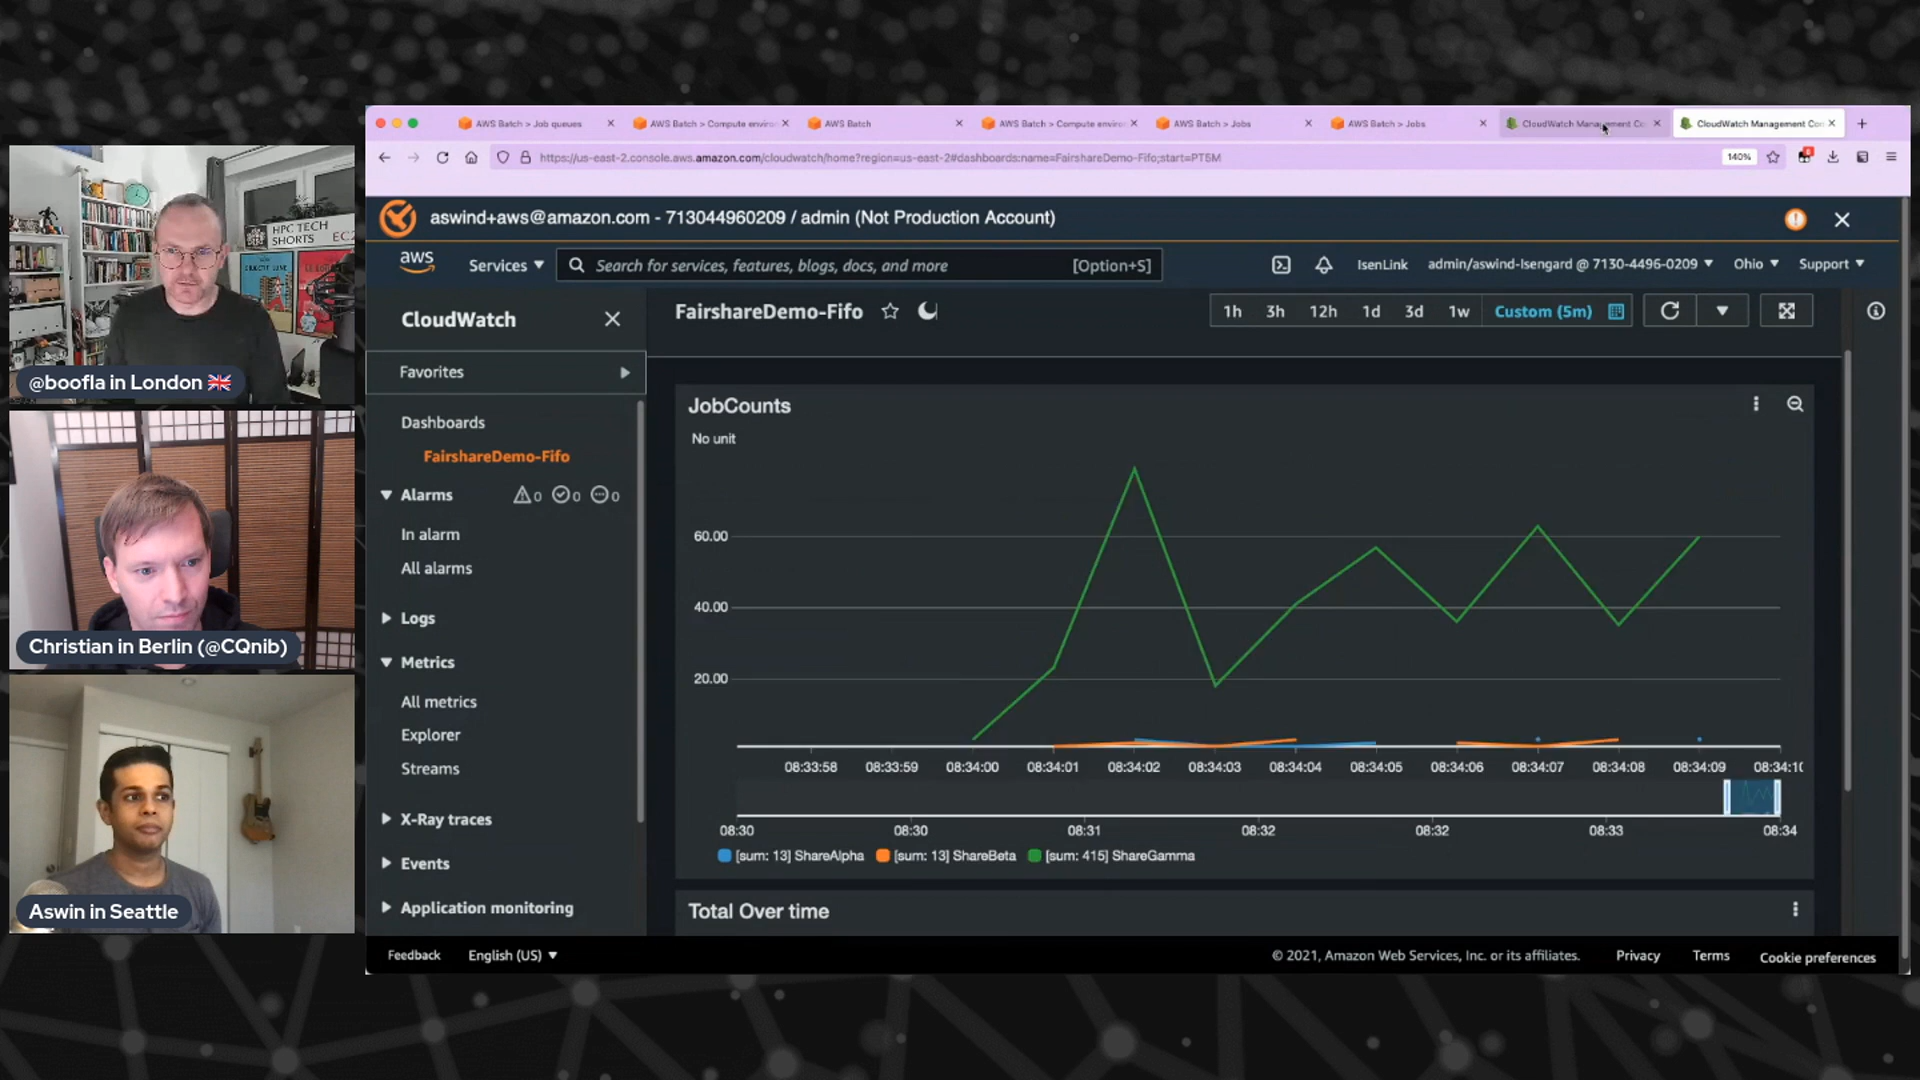 AWS Batch > Job queues
AWS Batch > Compute environ
AWS Batch
AWS Batch > Compute environ
AWS Batch > Jobs
AWS Batch > Jobs
CloudWatch Management Co
CloudWatch Management Co
https://us-east-2.console.aws.amazon.com/cloudwatch/home?region=us-east-2#dashboards:name=FairshareDemo-Fifo;start=PT5M
140%
aswind+aws@amazon.com - 713044960209 / admin (Not Production Account)
aws
Services
Search for services, features, blogs, docs, and more
[Option+S]
IsenLink
admin/aswind-Isengard @ 7130-4496-0209
Ohio
Support
CloudWatch
Favorites
Dashboards
FairshareDemo-Fifo
Alarms
0
0
0
In alarm
All alarms
Logs
Metrics
All metrics
Explorer
Streams
X-Ray traces
Events
Application monitoring
FairshareDemo-Fifo
1h
3h
12h
1d
3d
1w
Custom (5m)
JobCounts
No unit
60.00
40.00
20.00
08:33:58
08:33:59
08:34:00
08:34:01
08:34:02
08:34:03
08:34:04
08:34:05
08:34:06
08:34:07
08:34:08
08:34:09
08:34:10
08:30
08:30
08:31
08:32
08:32
08:33
08:34
[sum: 13] ShareAlpha
[sum: 13] ShareBeta
[sum: 415] ShareGamma
Total Over time
Feedback
English (US)
© 2021, Amazon Web Services, Inc. or its affiliates.
Privacy
Terms
Cookie preferences
HPC TECH
SHORTS
EC2
@boofla in London
Christian in Berlin (@CQnib)
Aswin in Seattle